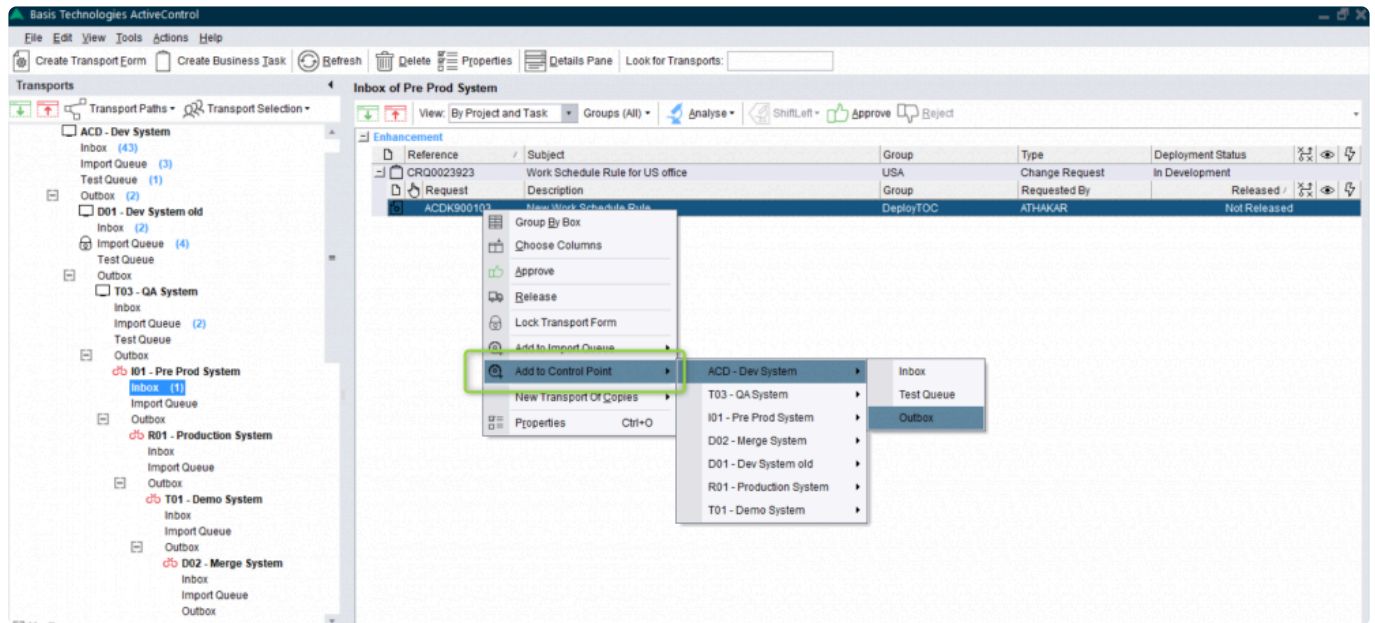 Basis Technologies ActiveControl
File Edit View Tools Actions Help
Create Transport Form Create Business Task Refresh Delete Properties Details Pane Look for Transports:
Transports
Transport Paths Transport Selection
ACD - Dev System
Inbox (43)
Import Queue (3)
Test Queue (1)
Outbox (2)
D01 - Dev System old
Inbox (2)
Import Queue (4)
Test Queue
Outbox
T03 - QA System
Inbox
Import Queue (2)
Test Queue
Outbox
I01 - Pre Prod System
Inbox (1)
Import Queue
Outbox
R01 - Production System
Inbox
Import Queue
Outbox
T01 - Demo System
Inbox
Import Queue
Outbox
D02 - Merge System
Inbox
Import Queue
Outbox
Inbox of Pre Prod System
View: By Project and Task Groups (All) Analyse ShiftLeft Approve Reject
Enhancement
Reference Subject Group Type Deployment Status
CRQ0023923 Work Schedule Rule for US office USA Change Request In Development
Request Description Group Requested By Released
ACDK900103 New Work Schedule Rule DeployTOC ATHAKAR Not Released
Group By Box
Choose Columns
Approve
Release
Lock Transport Form
Add to Import Queue
Add to Control Point
New Transport Of Copies
Properties Ctrl+O
ACD - Dev System
T03 - QA System
I01 - Pre Prod System
D02 - Merge System
D01 - Dev System old
R01 - Production System
T01 - Demo System
Inbox
Test Queue
Outbox